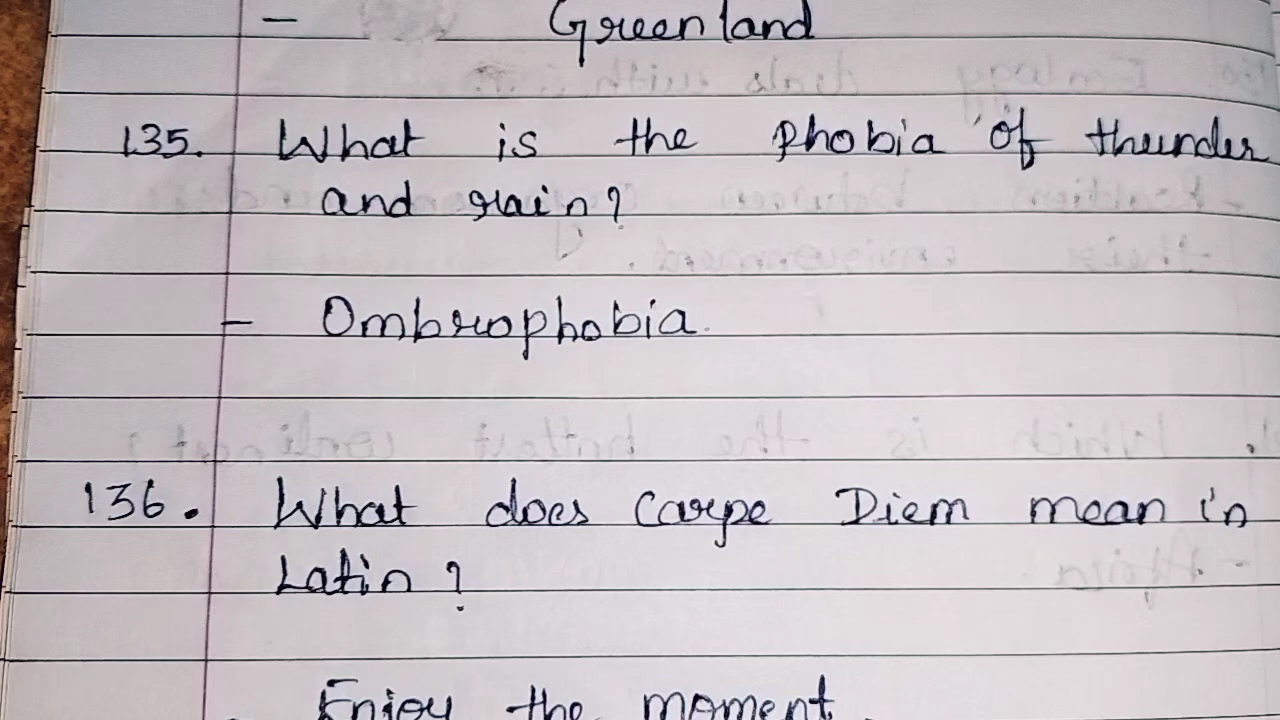 - Greenland
135. What is the Phobia of thunder
and rain?
- Ombrophobia.
136. What does Carpe Diem mean in
Latin?
Enjoy the moment.